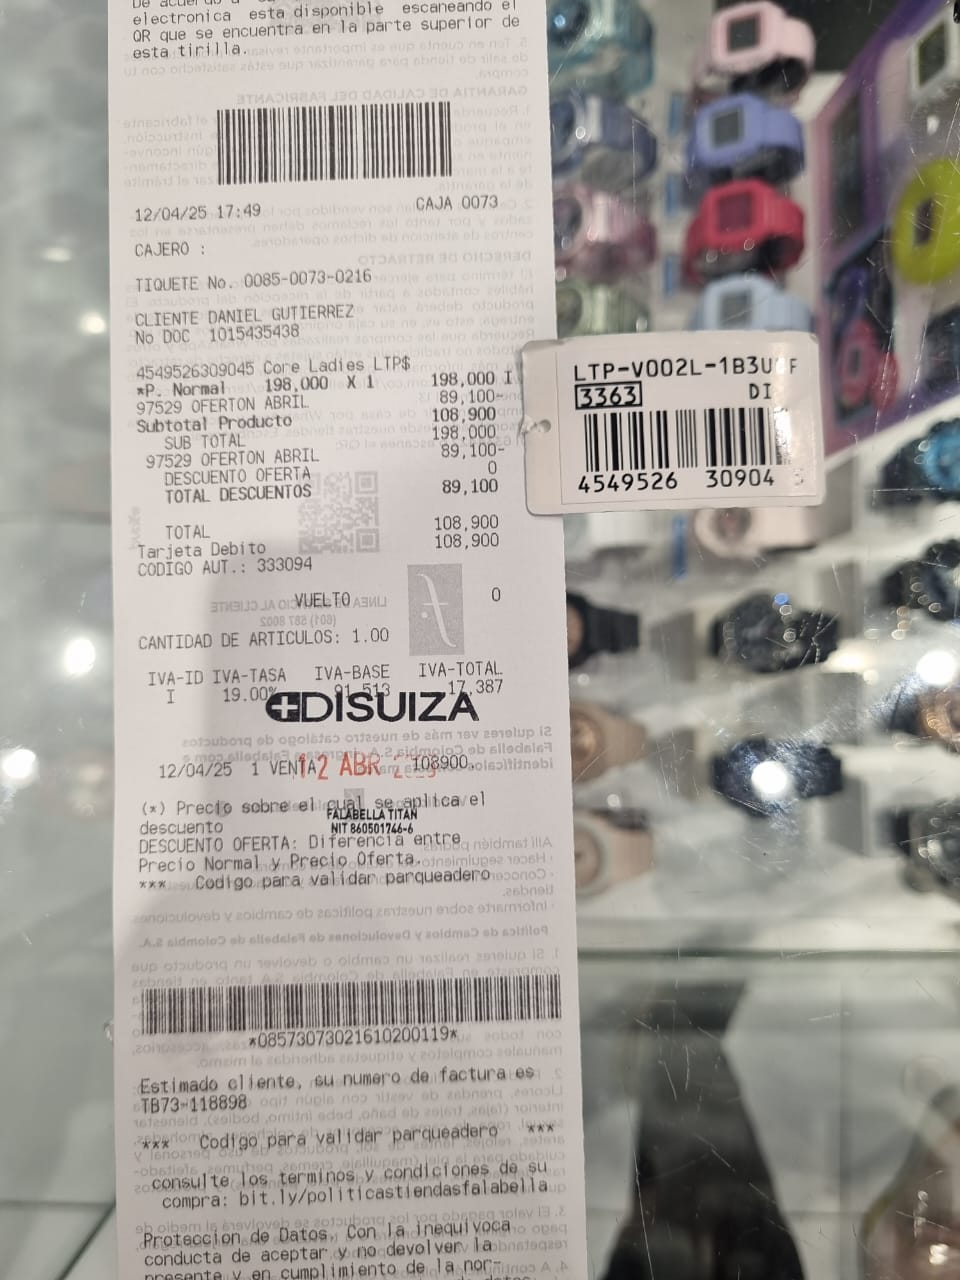 electronica esta disponible escaneando el
QR que se encuentra en la parte superior de
esta tirilla.
12/04/25 17:49 CAJA 0073
CAJERO :
TIQUETE No. 0085-0073-0216
CLIENTE DANIEL GUTIERREZ
No DOC 1015435438
4549526309045 Core Ladies LTP$
*P. Normal 198,000 X 1 198,000 I
97529 OFERTON ABRIL 89,100-
Subtotal Producto 108,900
SUB TOTAL 198,000
97529 OFERTON ABRIL 89,100-
DESCUENTO OFERTA 0
TOTAL DESCUENTOS 89,100
TOTAL 108,900
Tarjeta Debito 108,900
CODIGO AUT.: 333094
VUELTO 0
CANTIDAD DE ARTICULOS: 1.00
IVA-ID IVA-TASA IVA-BASE IVA-TOTAL
I 19.00% 91,513 17,387
DISUIZA
12/04/25 1 VENTA 12 ABR 108900.
(*) Precio sobre el cual se aplica el
FALABELLA TITAN
descuento
NIT 860501746-6
DESCUENTO OFERTA: Diferencia entre
Precio Normal y Precio Oferta.
*** Codigo para validar parqueadero
*08573073021610200119*
Estimado cliente, su numero de factura es
TB73-118898
*** Codigo para validar parqueadero ***
consulte los terminos y condiciones de su
compra: bit.ly/politicastiendasfalabella
Proteccion de Datos, Con la inequivoca
conducta de aceptar y no devolver la
presente y en cumplimiento de la nor-
LTP-V002L-1B3U F
3363 DI
4549526 30904